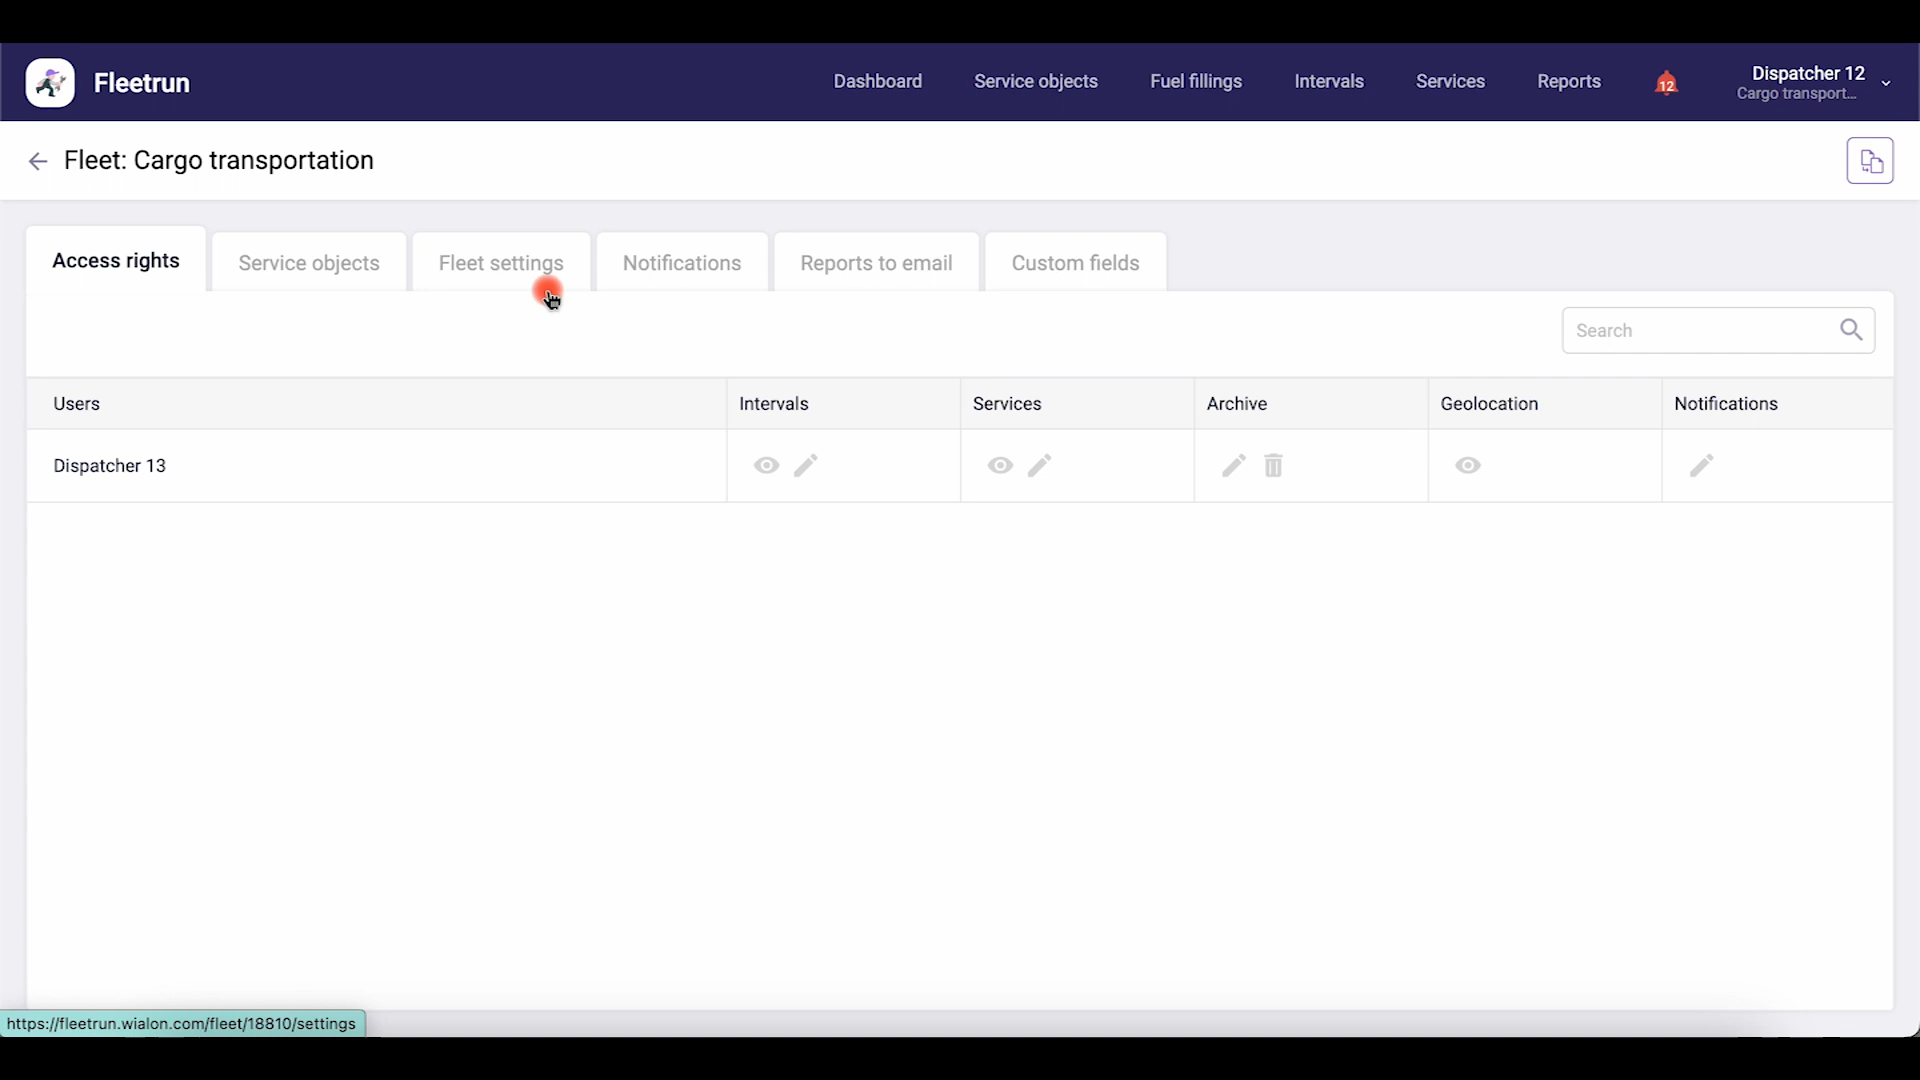 Fleetrun
Dashboard
Service objects
Fuel fillings
Intervals
Services
Reports
12
Dispatcher 12
Cargo transport...
Fleet: Cargo transportation
Access rights
Service objects
Fleet settings
Notifications
Reports to email
Custom fields
Search
Users
Intervals
Services
Archive
Geolocation
Notifications
Dispatcher 13
https://fleetrun.wialon.com/fleet/18810/settings